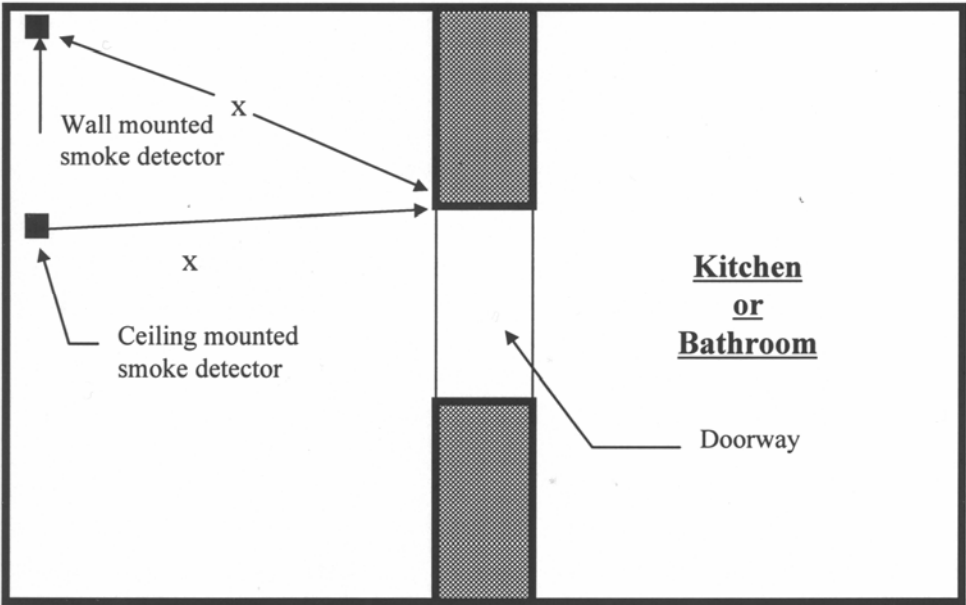 x
Wall mounted
smoke detector
x
Ceiling mounted
smoke detector
Kitchen
or
Bathroom
Doorway